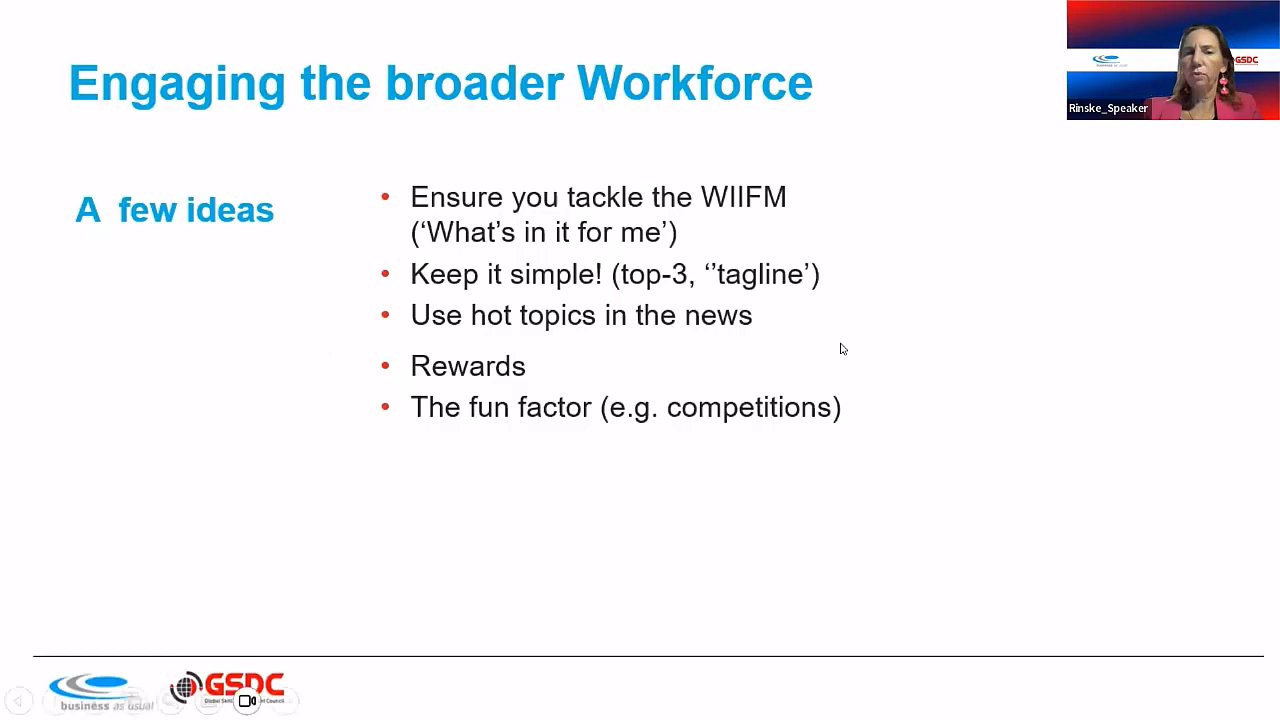 Engaging the broader Workforce
GSDC
Rinske_Speaker
A few ideas
• Ensure you tackle the WIIFM
(‘What’s in it for me’)
• Keep it simple! (top-3, ‘’tagline’)
• Use hot topics in the news
• Rewards
• The fun factor (e.g. competitions)
business as usual
GSDC